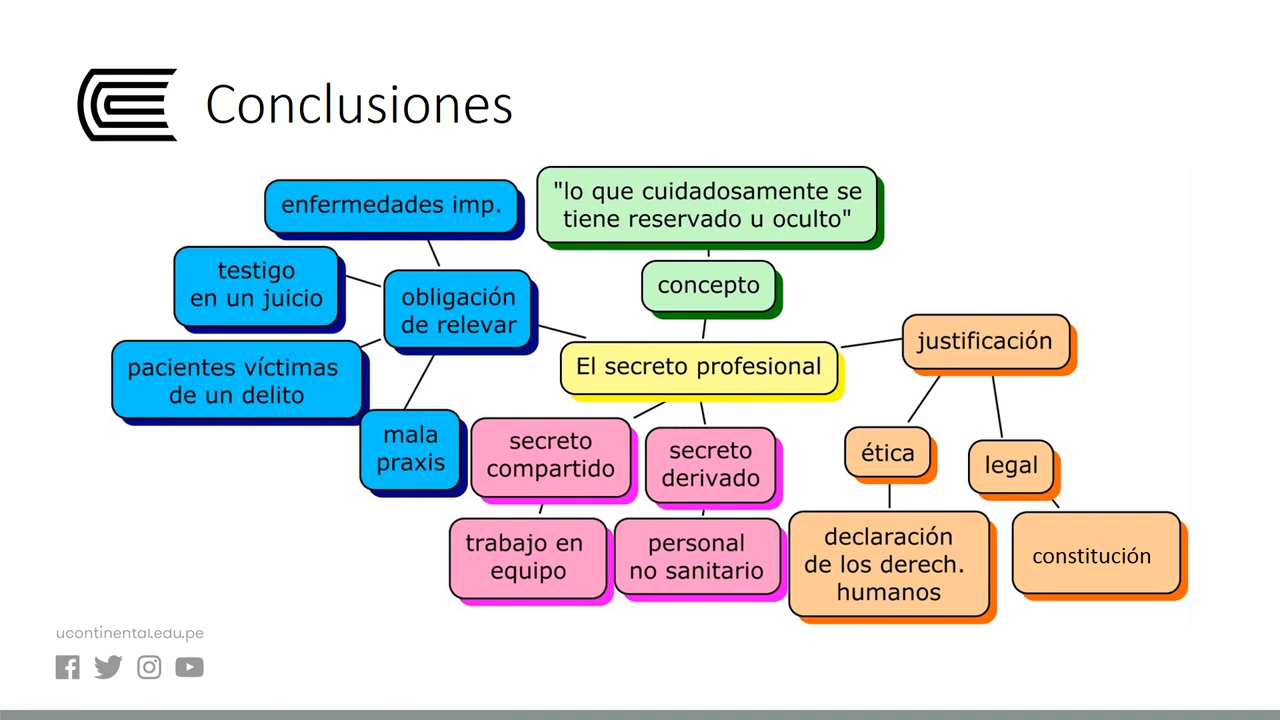 Conclusiones
enfermedades imp.
"lo que cuidadosamente se
tiene reservado u oculto"
testigo
en un juicio
obligación
de relevar
concepto
pacientes víctimas
de un delito
El secreto profesional
justificación
mala
praxis
secreto
compartido
secreto
derivado
ética
legal
trabajo en
equipo
personal
no sanitario
declaración
de los derech.
humanos
constitución
ucontinental.edu.pe